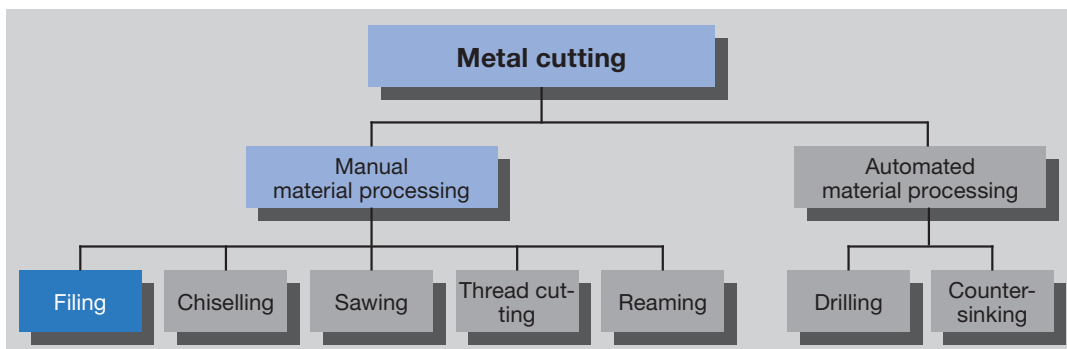 Metal cutting
Manual
material processing
Automated
material processing
Filing
Chiselling
Sawing
Thread cut-
ting
Reaming
Drilling
Counter-
sinking